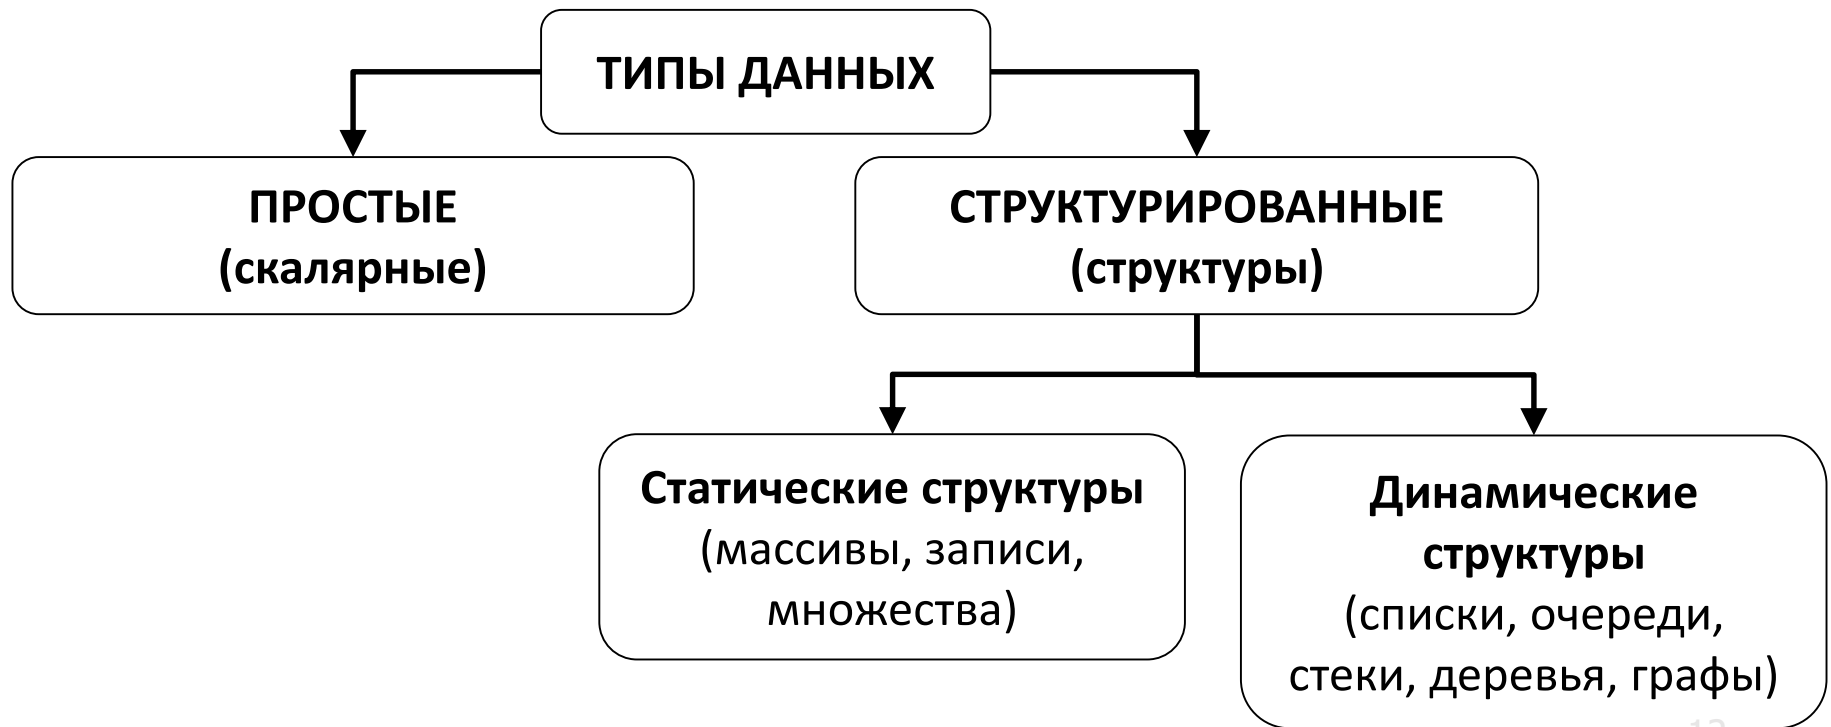 ТИПЫ ДАННЫХ
ПРОСТЫЕ
(скалярные)
СТРУКТУРИРОВАННЫЕ
(структуры)
Статические структуры
(массивы, записи,
множества)
Динамические
структуры
(списки, очереди,
стеки, деревья, графы)